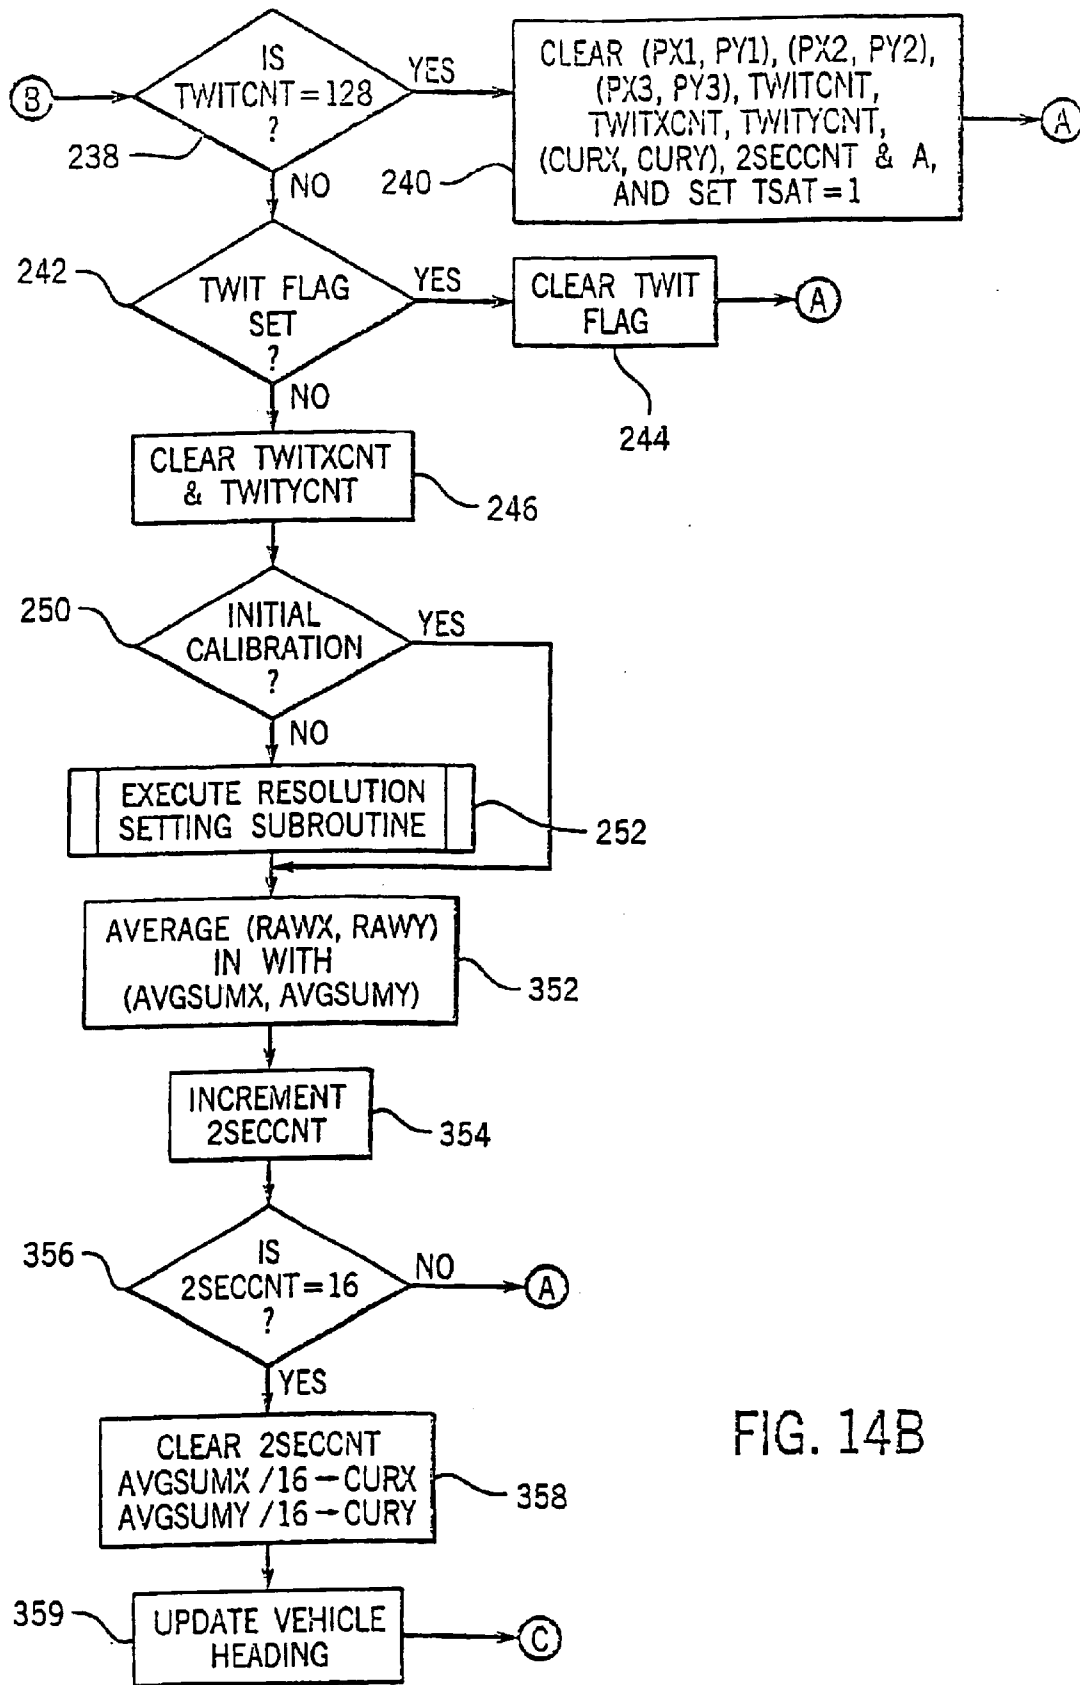 B
IS
TWITCNT=128
?
238
YES
NO
CLEAR (PX1, PY1), (PX2, PY2),
(PX3, PY3), TWITCNT,
TWITXCNT, TWITYCNT,
(CURX, CURY), 2SECCNT & A,
AND SET TSAT=1
240
A
242
TWIT FLAG
SET
?
YES
NO
CLEAR TWIT
FLAG
244
A
CLEAR TWITXCNT
& TWITYCNT
246
250
INITIAL
CALIBRATION
?
YES
NO
EXECUTE RESOLUTION
SETTING SUBROUTINE
252
AVERAGE (RAWX, RAWY)
IN WITH
(AVGSUMX, AVGSUMY)
352
INCREMENT
2SECCNT
354
356
IS
2SECCNT=16
?
NO
A
YES
CLEAR 2SECCNT
AVGSUMX /16→CURX
AVGSUMY /16→CURY
358
359
UPDATE VEHICLE
HEADING
C
FIG. 14B